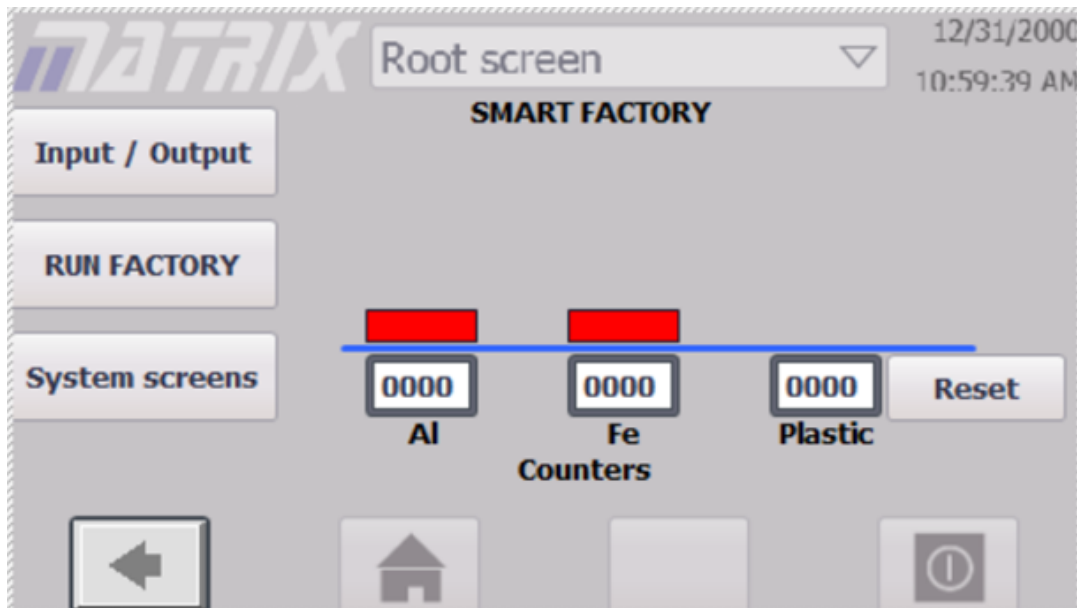 MATRIX
Root screen
12/31/2000
10:59:39 AM
SMART FACTORY
Input / Output
RUN FACTORY
System screens
0000
0000
0000
Reset
Al
Fe
Plastic
Counters